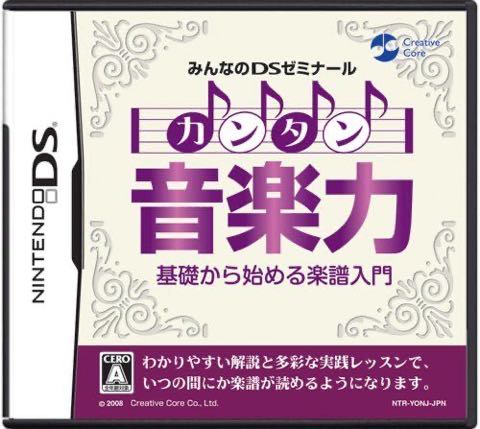 Creative
Core
みんなのDSゼミナール
カンタン
音楽力
基礎から始める楽譜入門
NINTENDO DS®
CERO
A
全年齢対象
わかりやすい解説と多彩な実践レッスンで、
いつの間にか楽譜が読めるようになります。
© 2008 Creative Core Co., Ltd.
NTR-YONJ-JPN